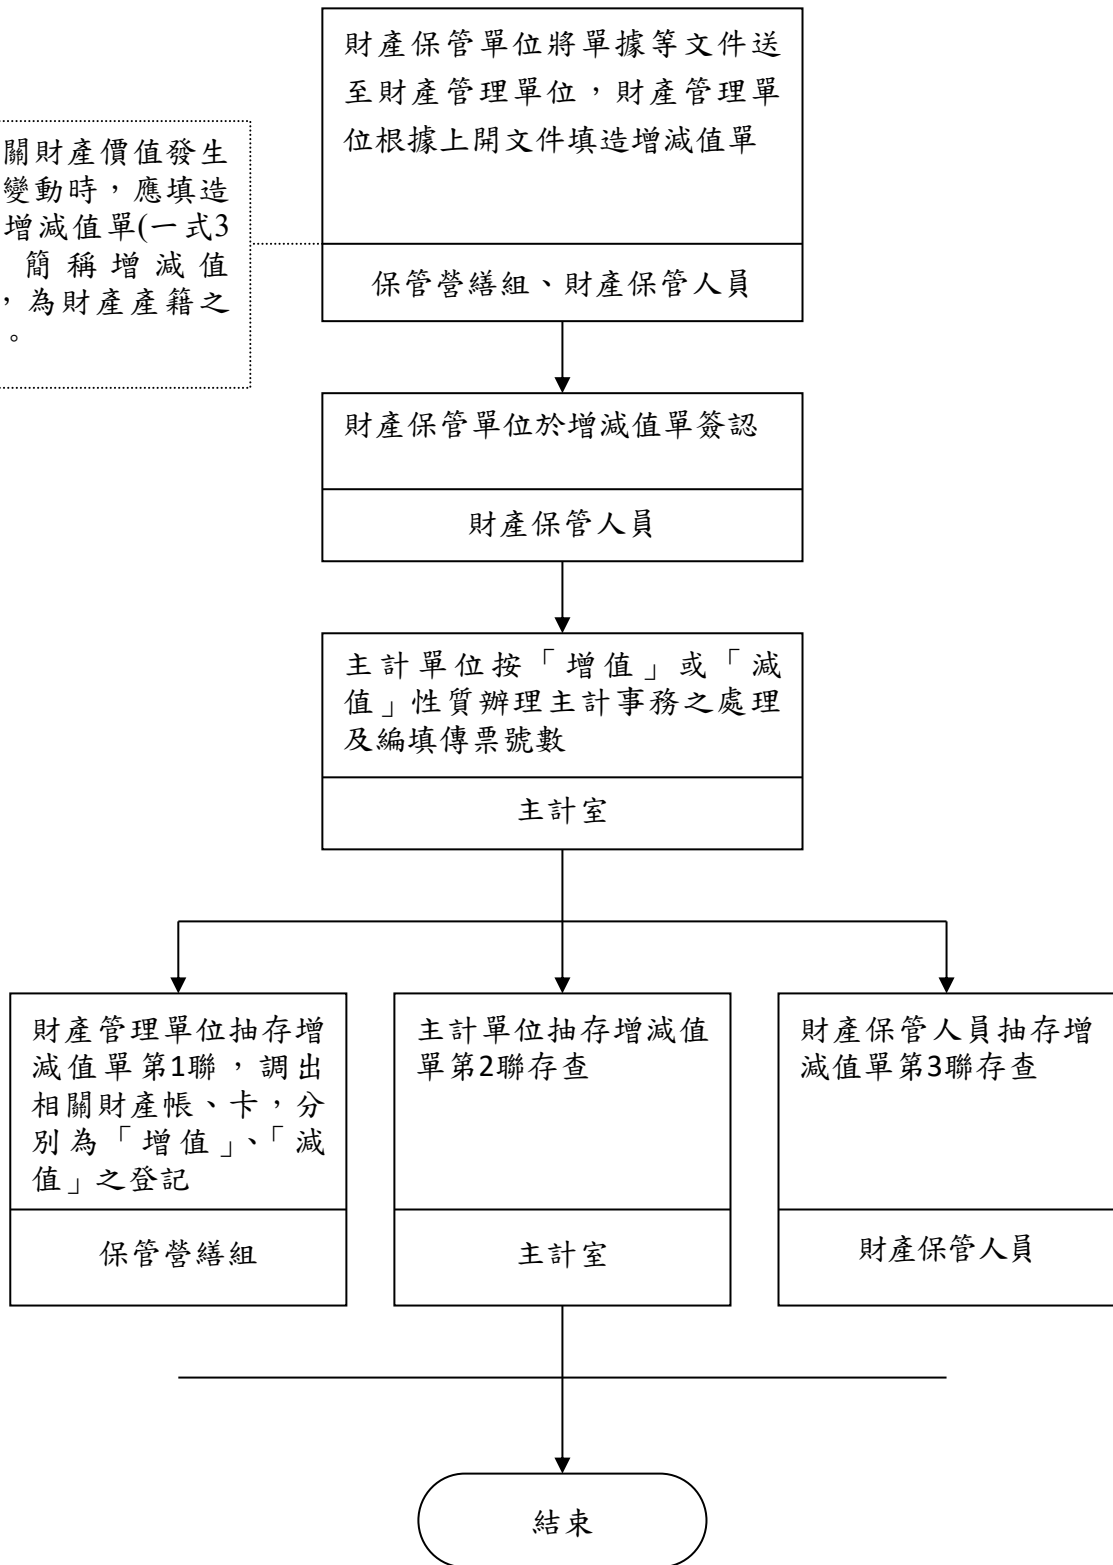 財產保管單位將單據等文件送
至財產管理單位，財產管理單
位根據上開文件填造增減值單
保管營繕組、財產保管人員
關財產價值發生
變動時，應填造
增減值單(一式3
簡稱增減值
，為財產產籍之
。
財產保管單位於增減值單簽認
財產保管人員
主計單位按「增值」或「減
值」性質辦理主計事務之處理
及編填傳票號數
主計室
財產管理單位抽存增
減值單第1聯，調出
相關財產帳、卡，分
別為「增值」、「減
值」之登記
保管營繕組
主計單位抽存增減值
單第2聯存查
主計室
財產保管人員抽存增
減值單第3聯存查
財產保管人員
結束